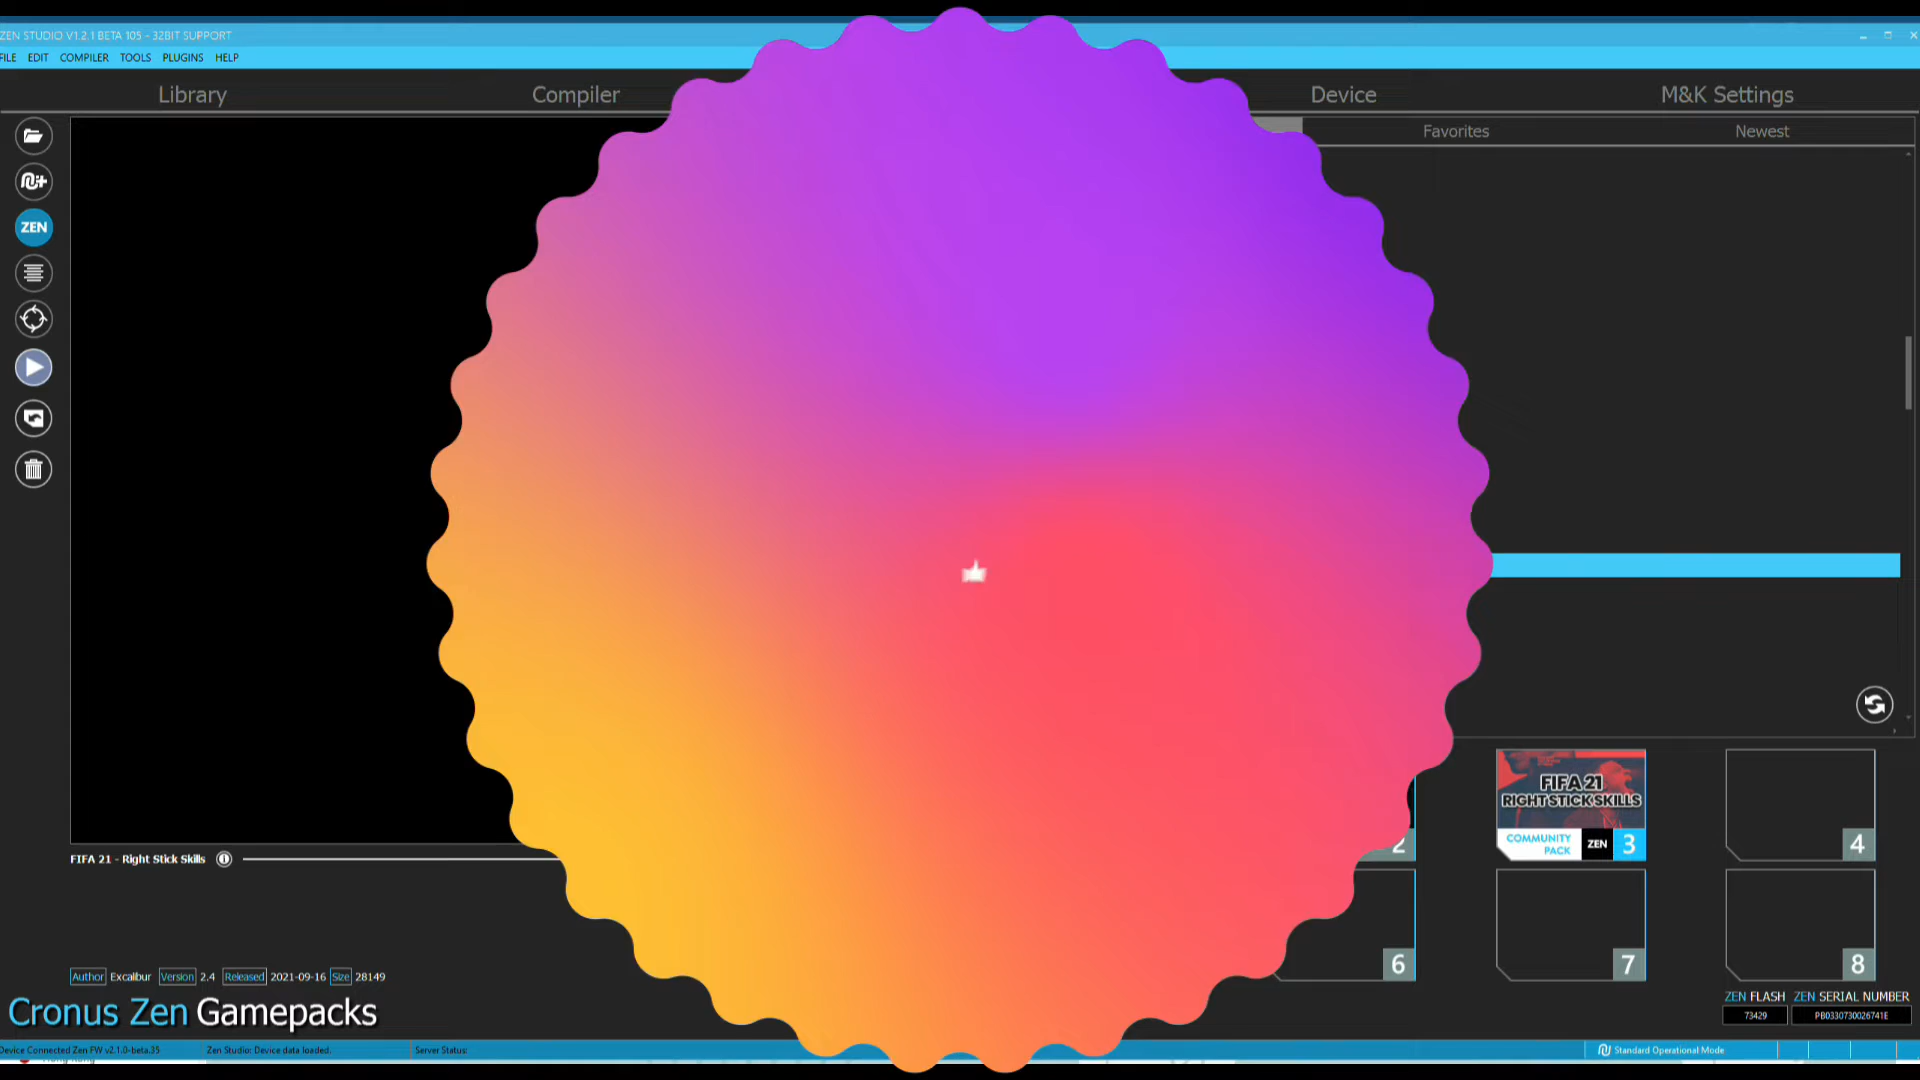 ZEN STUDIO V1.2.1 BETA 105 - 32BIT SUPPORT
FILE EDIT COMPILER TOOLS PLUGINS HELP
Library Compiler Device M&K Settings
Favorites Newest
ZEN
FIFA 21
RIGHT STICK SKILLS
COMMUNITY
PACK
ZEN 3
2
4
FIFA 21 - Right Stick Skills
6
7
8
Author Excalibur Version 2.4 Released 2021-09-16 Size 28149
Cronus Zen Gamepacks
ZEN FLASH ZEN SERIAL NUMBER
73429 PB0330730026741E
Device Connected Zen FW v2.1.0-beta.35 Zen Studio: Device data loaded. Server Status: Standard Operational Mode